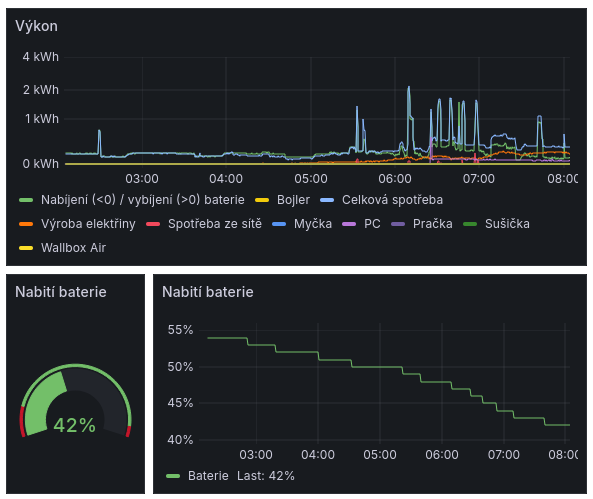 Výkon
4 kWh
2 kWh
1 kWh
0 kWh
03:00 04:00 05:00 06:00 07:00 08:00
Nabíjení (<0) / vybíjení (>0) baterie Bojler Celková spotřeba
Výroba elektřiny Spotřeba ze sítě Myčka PC Pračka Sušička
Wallbox Air
Nabití baterie
42%
Nabití baterie
55%
50%
45%
40%
03:00 04:00 05:00 06:00 07:00 08:00
Baterie Last: 42%